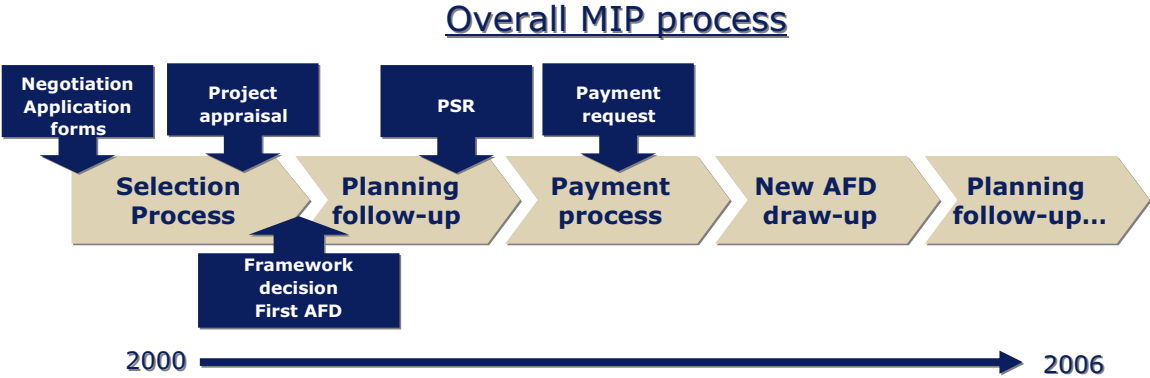 Overall MIP process
Negotiation
Application
forms
Project
appraisal
PSR
Payment
request
Selection
Process
Planning
follow-up
Payment
process
New AFD
draw-up
Planning
follow-up...
Framework
decision
First AFD
2000
2006